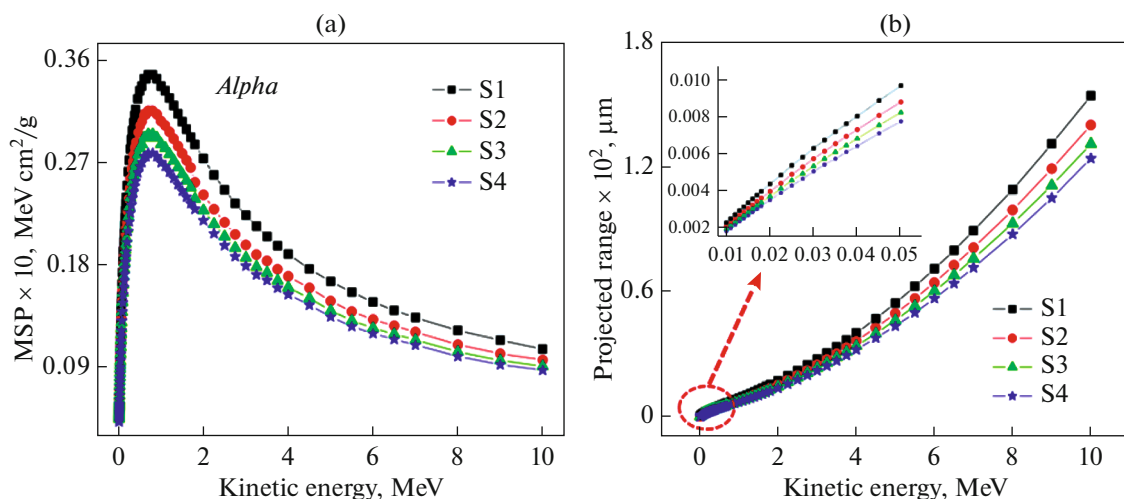 (a)
MSP × 10, MeV cm²/g
0.36
0.27
0.18
0.09
Alpha
S1
S2
S3
S4
0 2 4 6 8 10
Kinetic energy, MeV
(b)
Projected range × 10⁻², μm
1.8
1.2
0.6
0
0.010
0.008
0.006
0.004
0.002
0.01 0.02 0.03 0.04 0.05
S1
S2
S3
S4
0 2 4 6 8 10
Kinetic energy, MeV